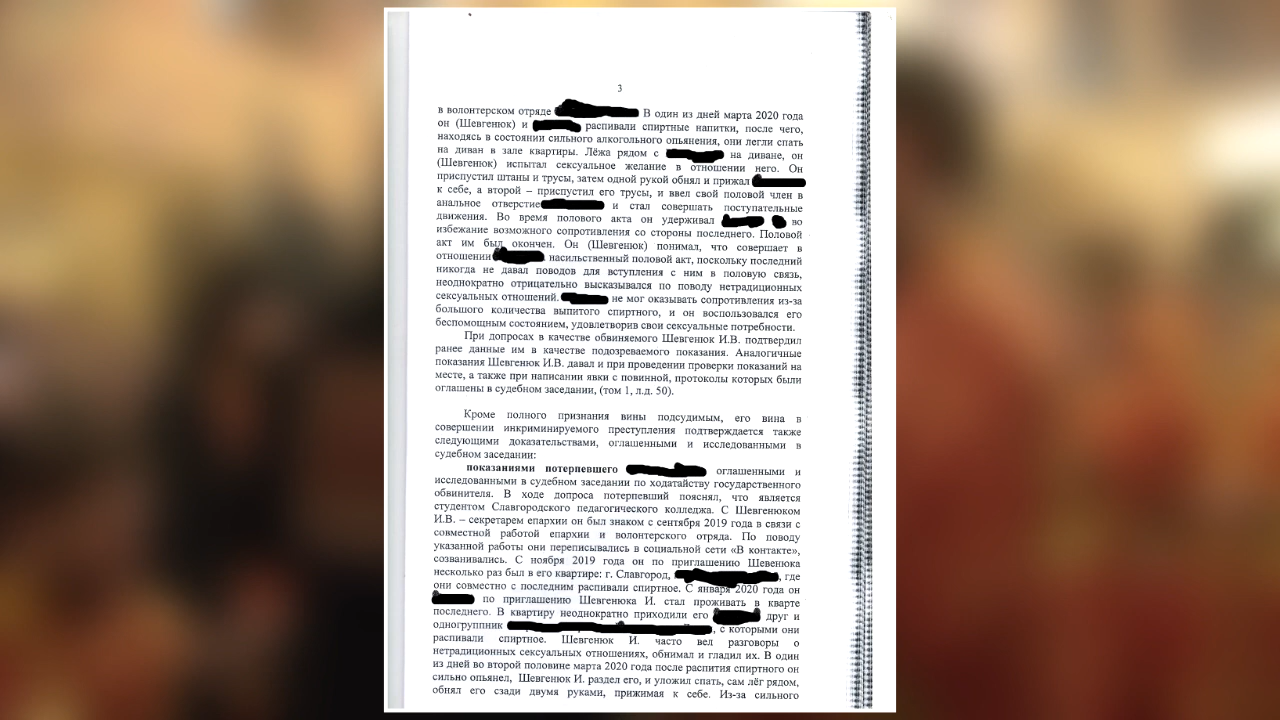 3
в волонтерском отряде В один из дней марта 2020 года
он (Шевгенюк) и распивали спиртные напитки, после чего,
находясь в состоянии сильного алкогольного опьянения, они легли спать
на диван в зале квартиры. Лёжа рядом с на диване, он
(Шевгенюк) испытал сексуальное желание в отношении него. Он
приспустил штаны и трусы, затем одной рукой обнял и прижал
к себе, а второй – приспустил его трусы, и ввел свой половой член в
анальное отверстие и стал совершать поступательные
движения. Во время полового акта он удерживал во
избежание возможного сопротивления со стороны последнего. Половой
акт им был окончен. Он (Шевгенюк) понимал, что совершает в
отношении насильственный половой акт, поскольку последний
никогда не давал поводов для вступления с ним в половую связь,
неоднократно отрицательно высказывался по поводу нетрадиционных
сексуальных отношений. не мог оказывать сопротивления из-за
большого количества выпитого спиртного, и он воспользовался его
беспомощным состоянием, удовлетворив свои сексуальные потребности.
При допросах в качестве обвиняемого Шевгенюк И.В. подтвердил
ранее данные им в качестве подозреваемого показания. Аналогичные
показания Шевгенюк И.В. давал и при проведении проверки показаний на
месте, а также при написании явки с повинной, протоколы которых были
оглашены в судебном заседании, (том 1, л.д. 50).
Кроме полного признания вины подсудимым, его вина в
совершении инкриминируемого преступления подтверждается также
следующими доказательствами, оглашенными и исследованными в
судебном заседании:
показаниями потерпевшего оглашенными и
исследованными в судебном заседании по ходатайству государственного
обвинителя. В ходе допроса потерпевший пояснял, что является
студентом Славгородского педагогического колледжа. С Шевгенюком
И.В. – секретарем епархии он был знаком с сентября 2019 года в связи с
совместной работой епархии и волонтерского отряда. По поводу
указанной работы они переписывались в социальной сети «В контакте»,
созванивались. С ноября 2019 года он по приглашению Шевенюка
несколько раз был в его квартире: г. Славгород, , где
они совместно с последним распивали спиртное. С января 2020 года он
по приглашению Шевгенюка И. стал проживать в кварте
последнего. В квартиру неоднократно приходили его друг и
одногруппник , с которыми они
распивали спиртное. Шевгенюк И. часто вел разговоры о
нетрадиционных сексуальных отношениях, обнимал и гладил их. В один
из дней во второй половине марта 2020 года после распития спиртного он
сильно опьянел, Шевгенюк И. раздел его, и уложил спать, сам лёг рядом,
обнял его сзади двумя руками, прижимая к себе. Из-за сильного